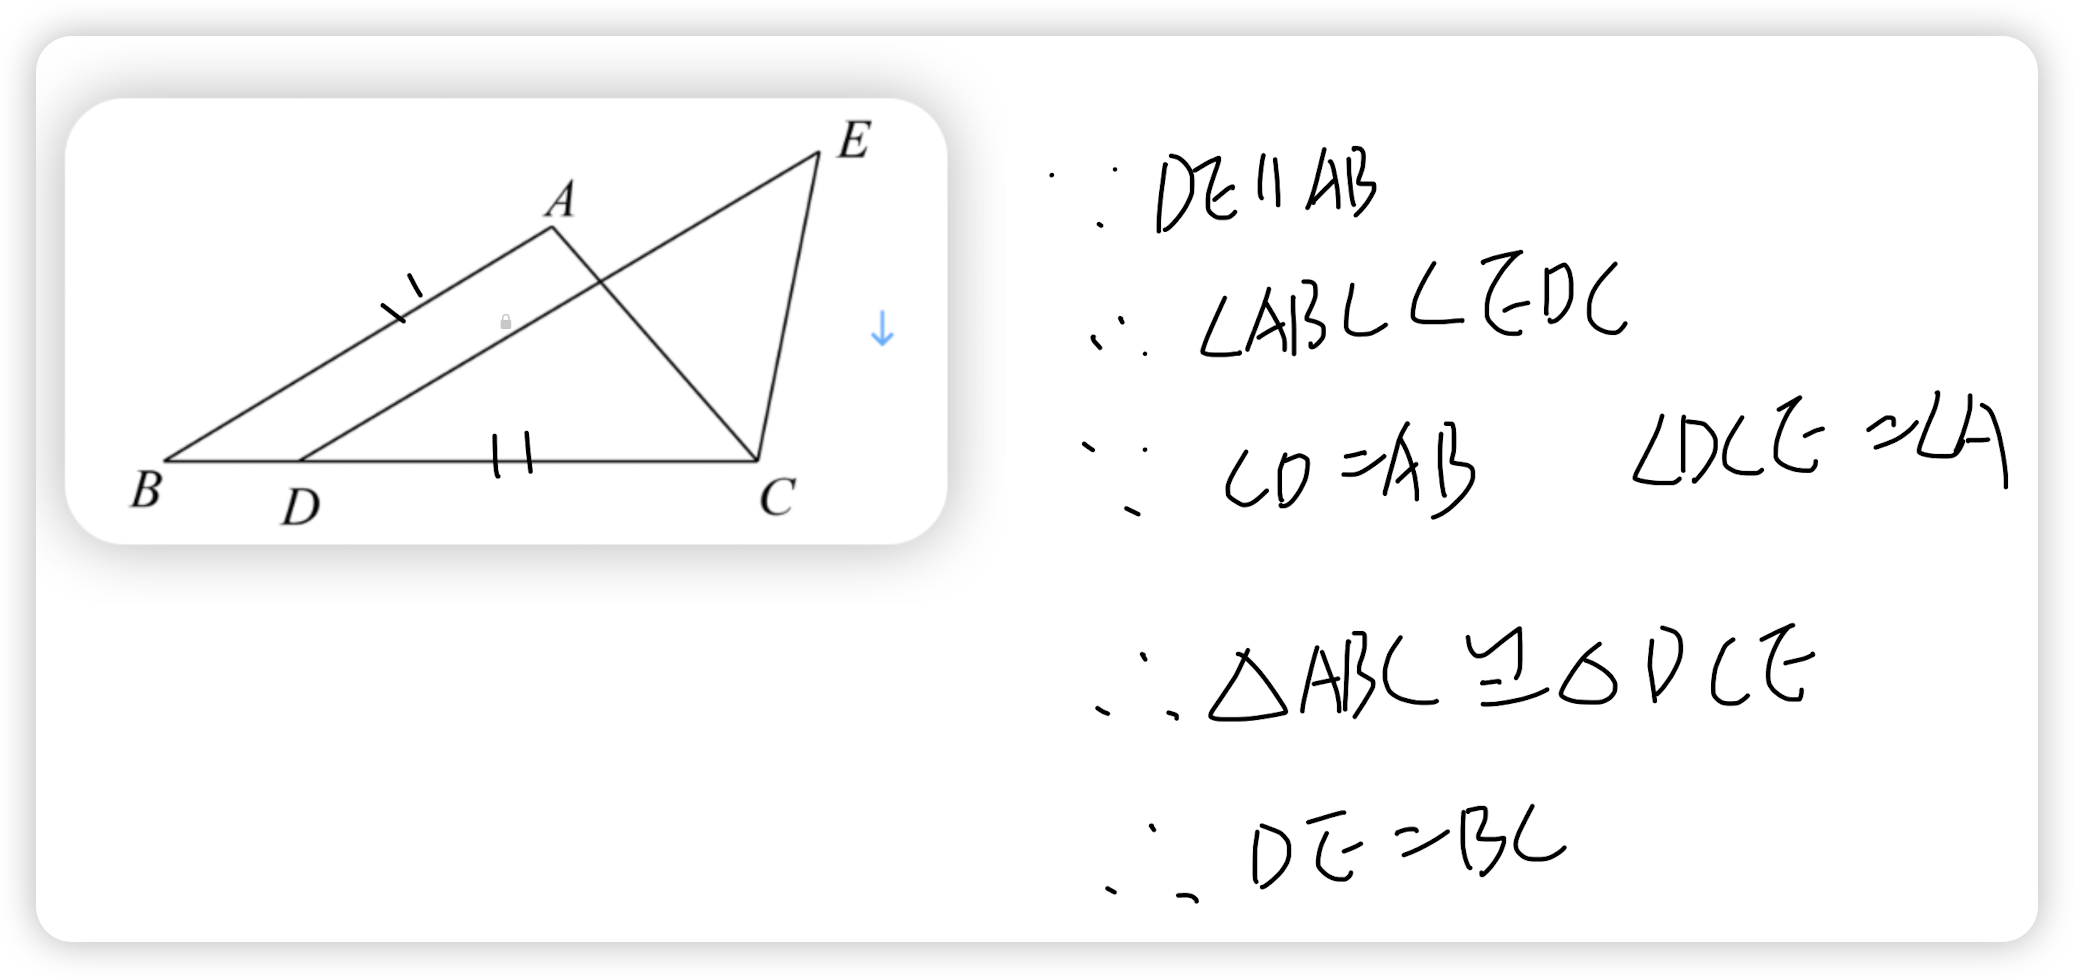 E
A
B
D
C
∵ DE∥AB
∴ ∠ABC ∠EDC
∵ CD=AB ∠DCE=∠A
∴ △ABC≌△DCE
∴ DE=BC